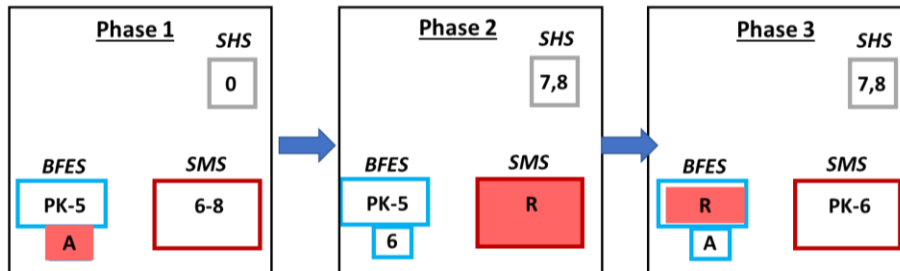 Phase 1
SHS
0
BFES
SMS
PK-5
6-8
A
Phase 2
SHS
7,8
BFES
SMS
PK-5
R
6
Phase 3
SHS
7,8
BFES
SMS
R
PK-6
A